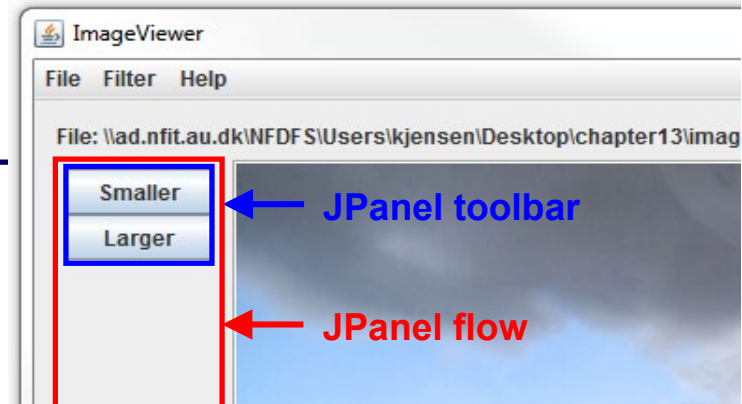 ImageViewer
File Filter Help
File: \\ad.nfit.au.dk\NFDFS\Users\kjensen\Desktop\chapter13\imag
Smaller
JPanel toolbar
Larger
JPanel flow